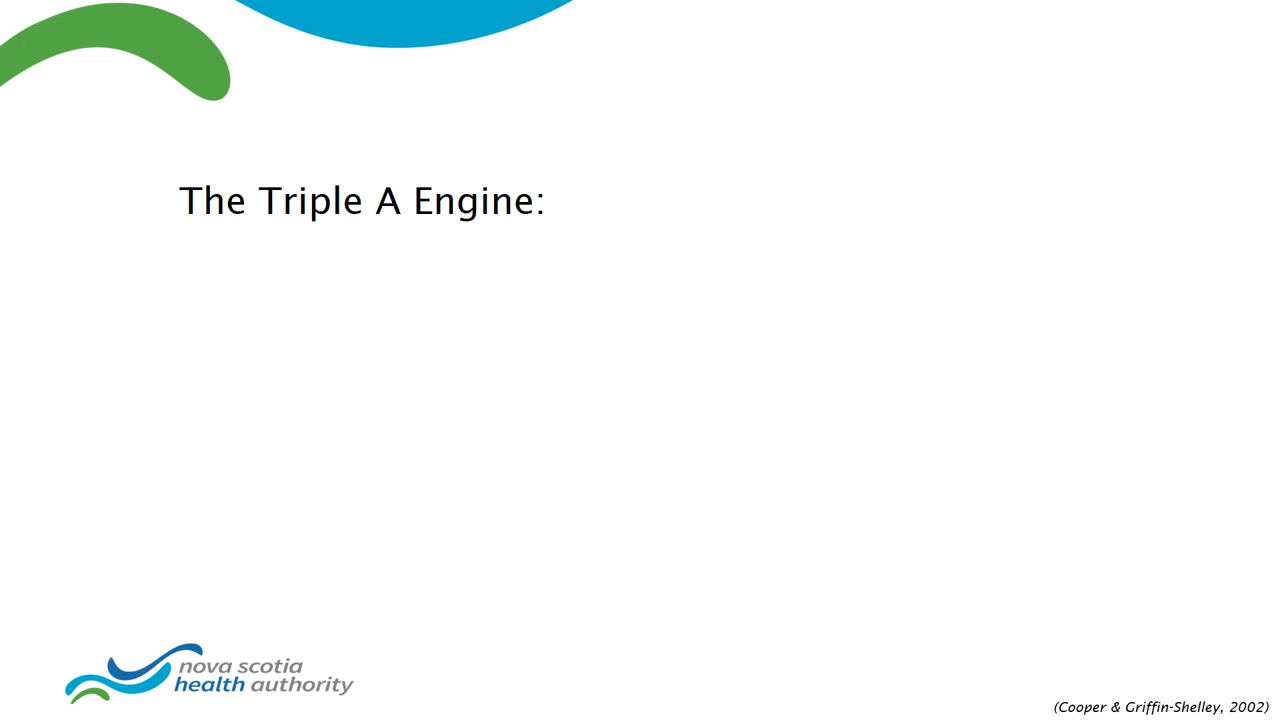 The Triple A Engine:
nova scotia
health authority
(Cooper & Griffin-Shelley, 2002)